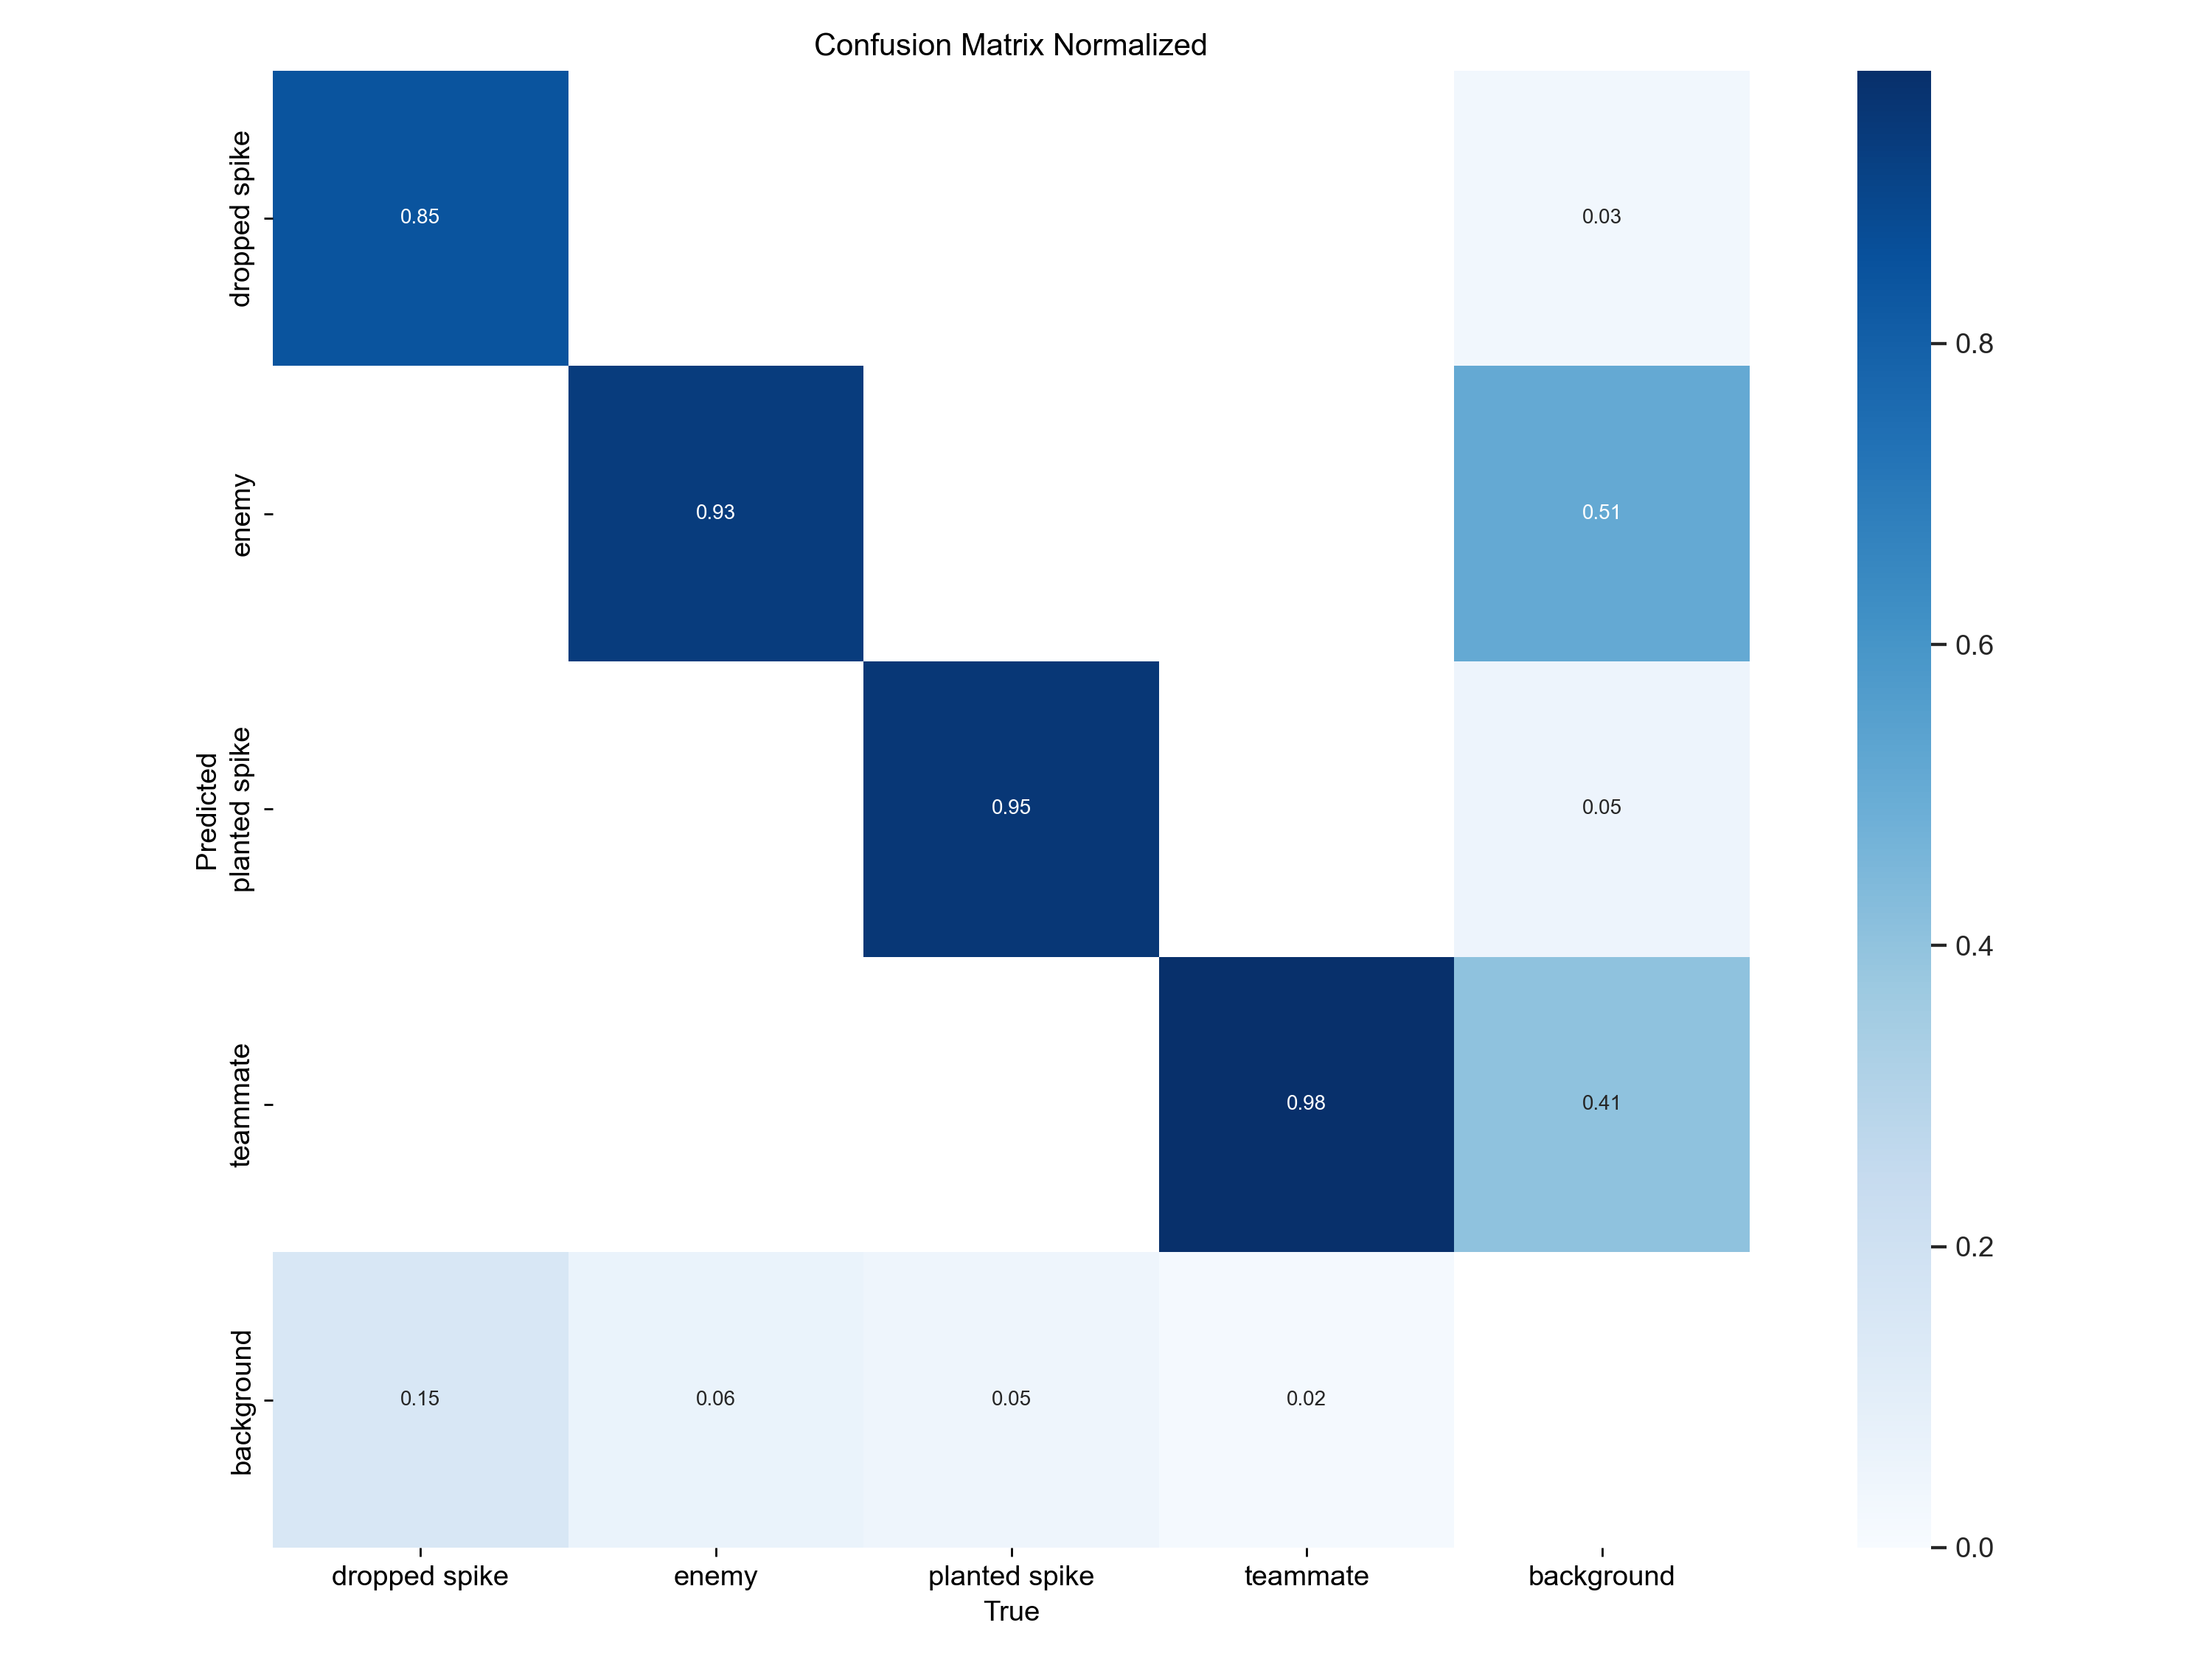 Confusion Matrix Normalized
dropped spike
0.85
0.03
0.8
enemy
0.93
0.51
0.6
Predicted
planted spike
0.95
0.05
0.4
teammate
0.98
0.41
0.2
background
0.15
0.06
0.05
0.02
0.0
dropped spike
enemy
planted spike
teammate
background
True